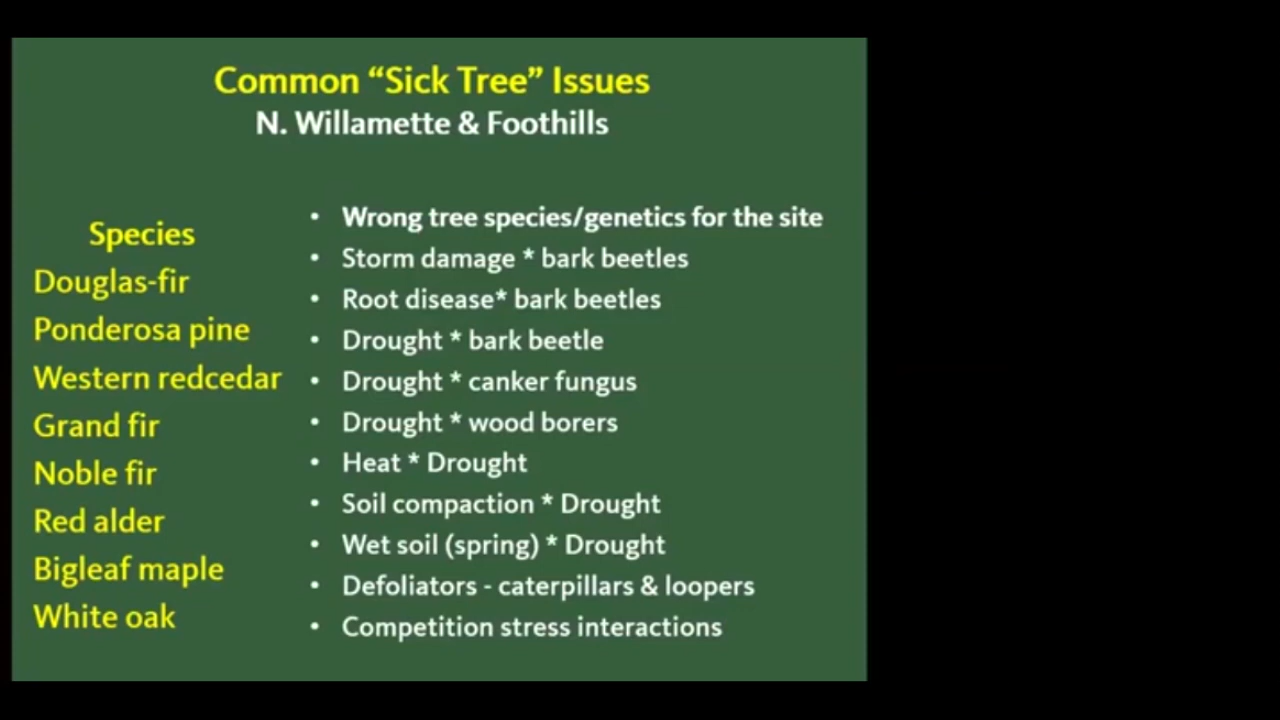 Common “Sick Tree” Issues
N. Willamette & Foothills
Species
Douglas-fir
Ponderosa pine
Western redcedar
Grand fir
Noble fir
Red alder
Bigleaf maple
White oak
• Wrong tree species/genetics for the site
• Storm damage * bark beetles
• Root disease* bark beetles
• Drought * bark beetle
• Drought * canker fungus
• Drought * wood borers
• Heat * Drought
• Soil compaction * Drought
• Wet soil (spring) * Drought
• Defoliators - caterpillars & loopers
• Competition stress interactions